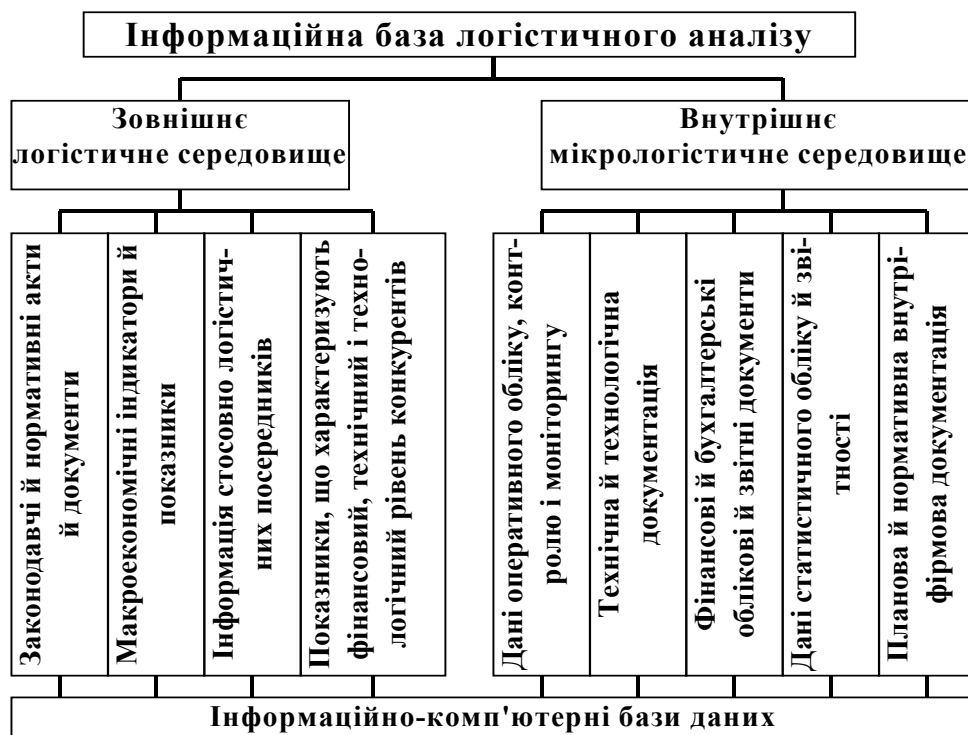 Інформаційна база логістичного аналізу
Зовнішнє
логістичне середовище
Внутрішнє
мікрологістичне середовище
Законодавчі й нормативні акти
й документи
Макроекономічні індикатори й
показники
Інформація стосовно логістич-
них посередників
Показники, що характеризують
фінансовий, технічний і техно-
логічний рівень конкурентів
Дані оперативного обліку, конт-
ролю і моніторингу
Технічна й технологічна
документація
Фінансові й бухгалтерські
облікові й звітні документи
Дані статистичного обліку й зві-
тності
Планова й нормативна внутрі-
фірмова документація
Інформаційно-комп'ютерні бази даних